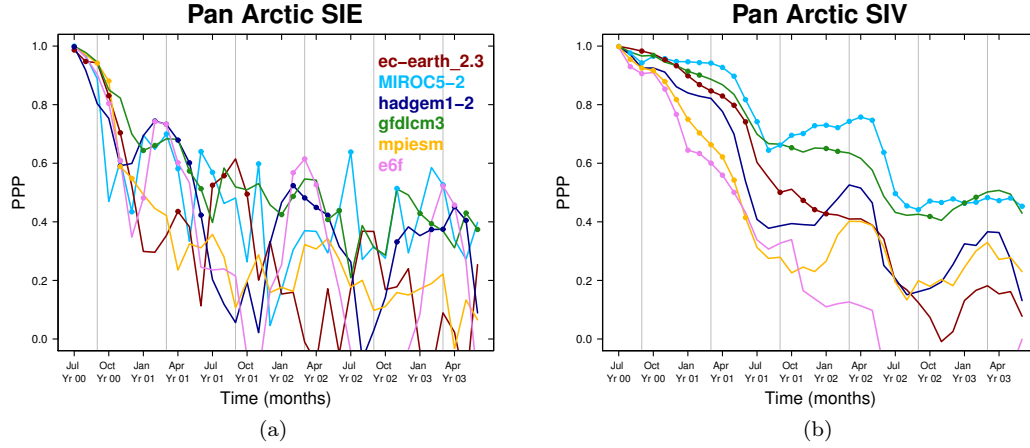 Pan Arctic SIE
PPP
1.0
0.8
0.6
0.4
0.2
0.0
ec-earth_2.3
MIROC5-2
hadgem1-2
gfdlcm3
mpiesm
e6f
Jul Oct Jan Apr Jul Oct Jan Apr Jul Oct Jan Apr
Yr 00 Yr 00 Yr 01 Yr 01 Yr 01 Yr 01 Yr 02 Yr 02 Yr 02 Yr 02 Yr 03 Yr 03
Time (months)
(a)
Pan Arctic SIV
PPP
1.0
0.8
0.6
0.4
0.2
0.0
Jul Oct Jan Apr Jul Oct Jan Apr Jul Oct Jan Apr
Yr 00 Yr 00 Yr 01 Yr 01 Yr 01 Yr 01 Yr 02 Yr 02 Yr 02 Yr 02 Yr 03 Yr 03
Time (months)
(b)